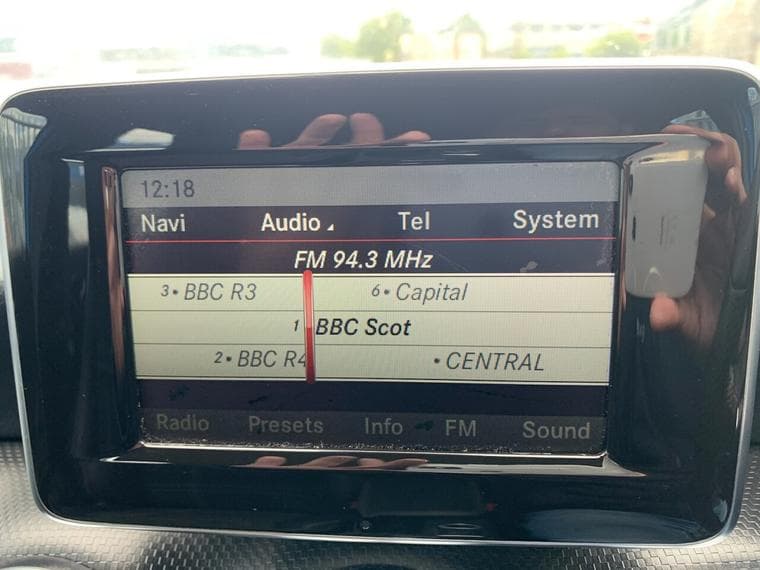 12:18
Navi Audio Tel System
FM 94.3 MHz
3• BBC R3 6• Capital
1 BBC Scot
2• BBC R4 • CENTRAL
Radio Presets Info FM Sound